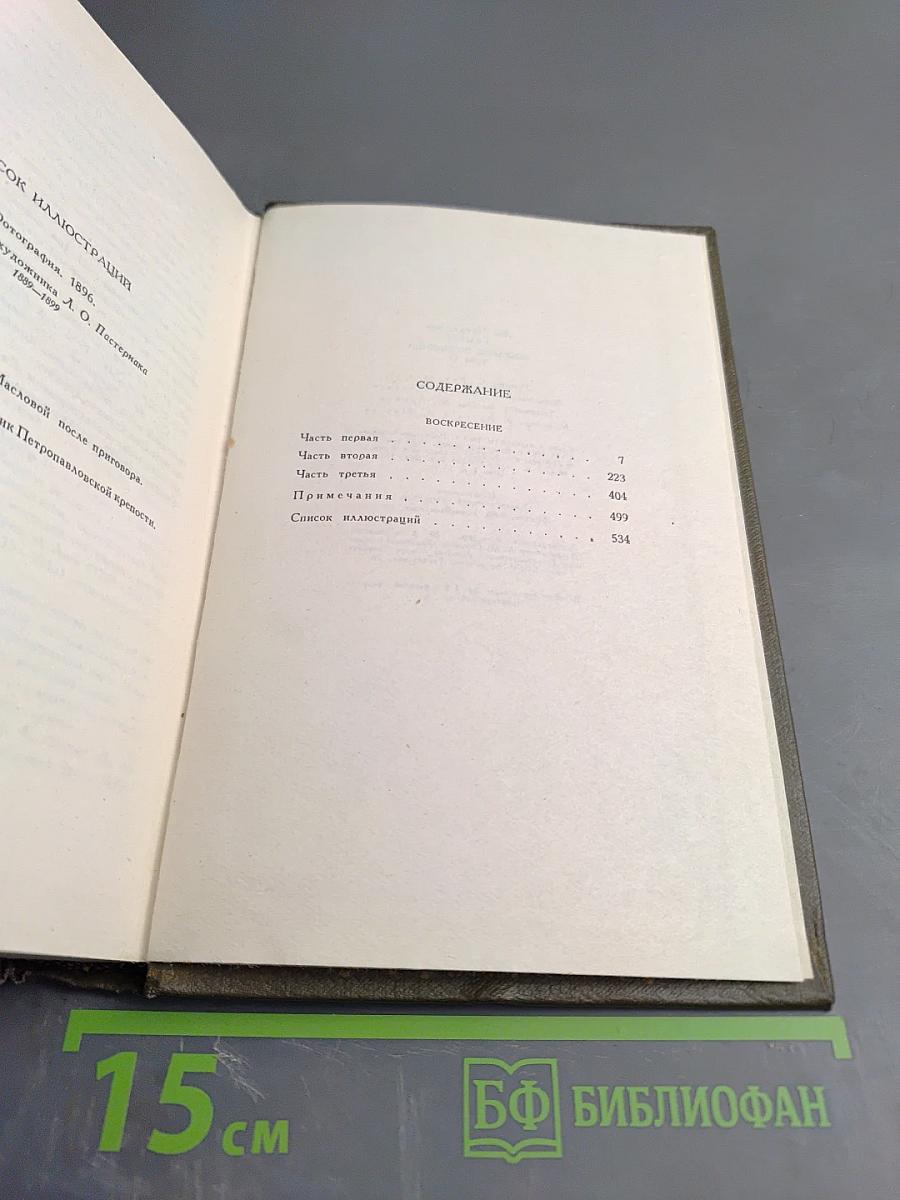 СОК ИЛЛЮСТРАЦИЙ
Фотография. 1896.
художника Л. О. Пастернака
1889—1899
Масловой после приговора.
ик Петропавловской крепости.
СОДЕРЖАНИЕ
ВОСКРЕСЕНИЕ
Часть первая . . . . . . . . . . . . 7
Часть вторая . . . . . . . . . . . . 223
Часть третья . . . . . . . . . . . . 404
Примечания . . . . . . . . . . . . 499
Список иллюстраций . . . . . . . . . . 534
15 см
БФ БИБЛИОФАН